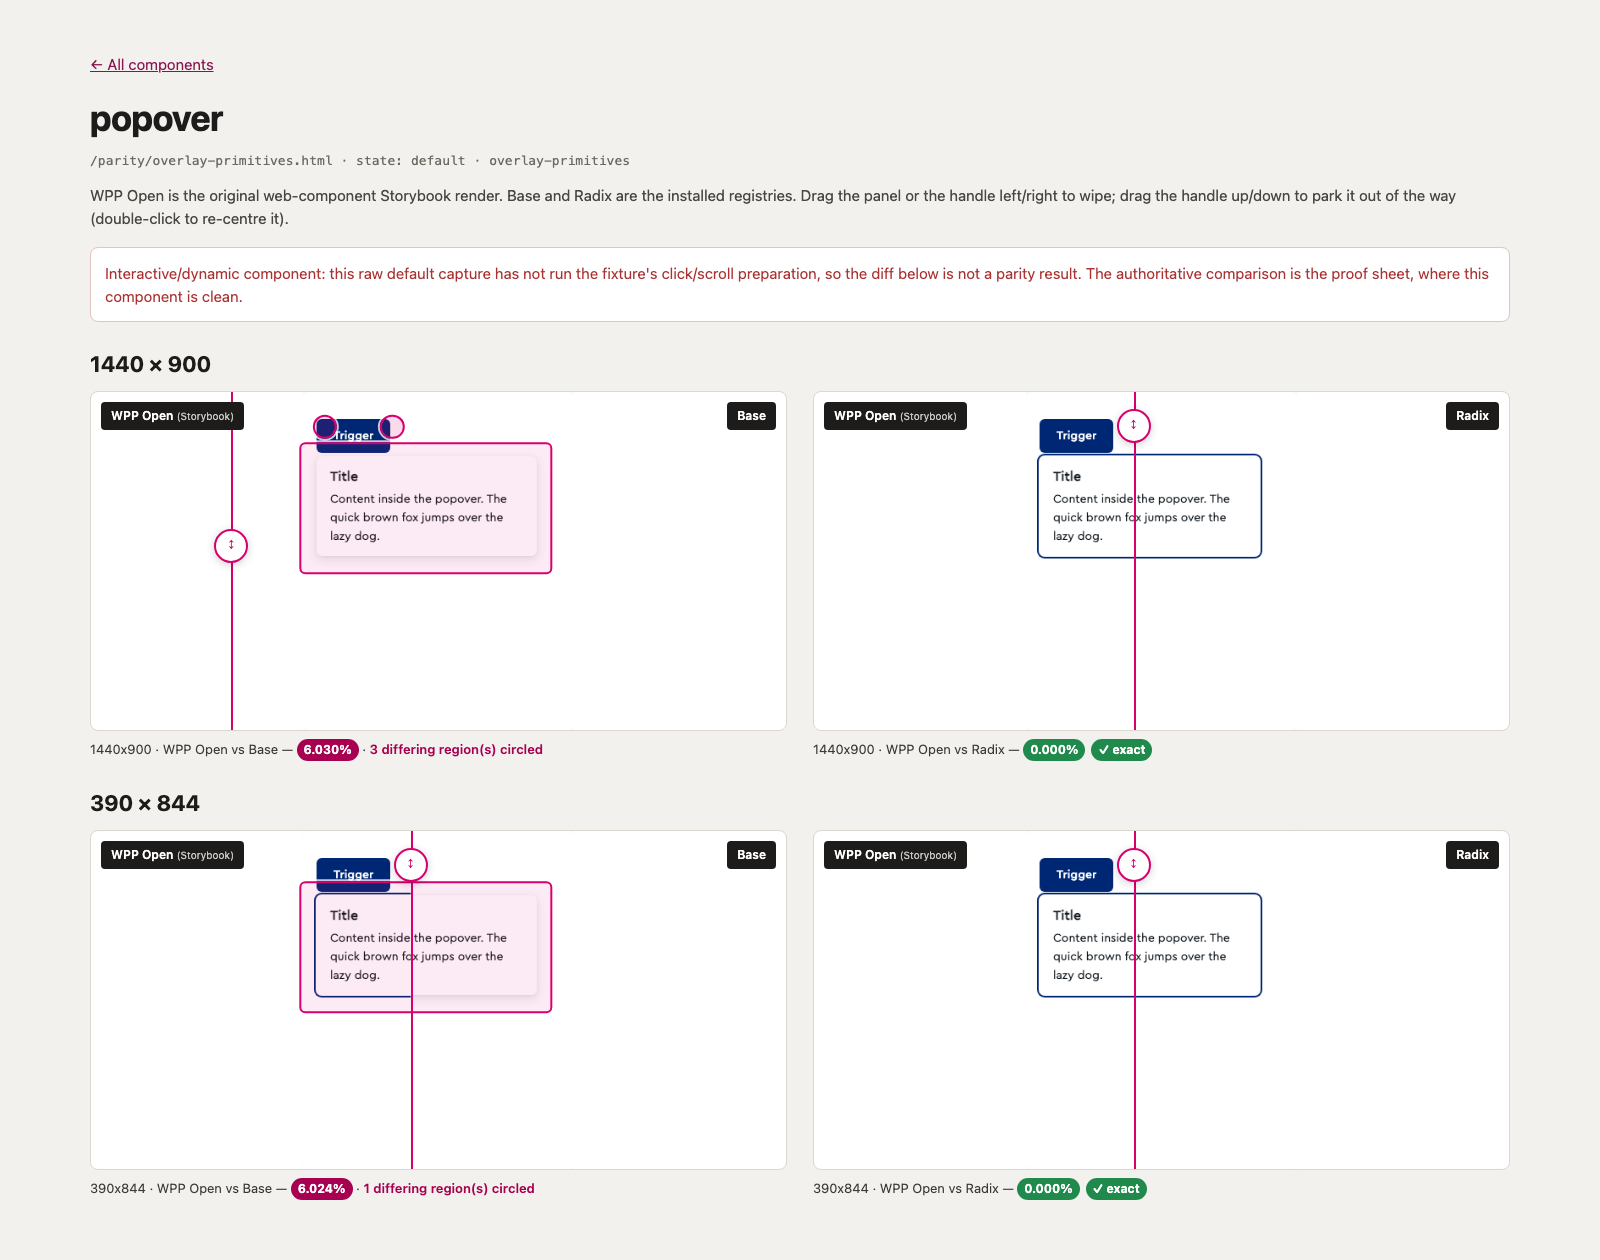 ← All components
popover
/parity/overlay-primitives.html · state: default · overlay-primitives
WPP Open is the original web-component Storybook render. Base and Radix are the installed registries. Drag the panel or the handle left/right to wipe; drag the handle up/down to park it out of the way
(double-click to re-centre it).
Interactive/dynamic component: this raw default capture has not run the fixture's click/scroll preparation, so the diff below is not a parity result. The authoritative comparison is the proof sheet, where this
component is clean.
1440 × 900
WPP Open (Storybook)
Base
Trigger
Title
Content inside the popover. The
quick brown fox jumps over the
lazy dog.
WPP Open (Storybook)
Radix
Trigger
Title
Content inside the popover. The
quick brown fox jumps over the
lazy dog.
1440x900 · WPP Open vs Base — 6.030% · 3 differing region(s) circled
1440x900 · WPP Open vs Radix — 0.000% ✓ exact
390 × 844
WPP Open (Storybook)
Base
Trigger
Title
Content inside the popover. The
quick brown fox jumps over the
lazy dog.
WPP Open (Storybook)
Radix
Trigger
Title
Content inside the popover. The
quick brown fox jumps over the
lazy dog.
390x844 · WPP Open vs Base — 6.024% · 1 differing region(s) circled
390x844 · WPP Open vs Radix — 0.000% ✓ exact